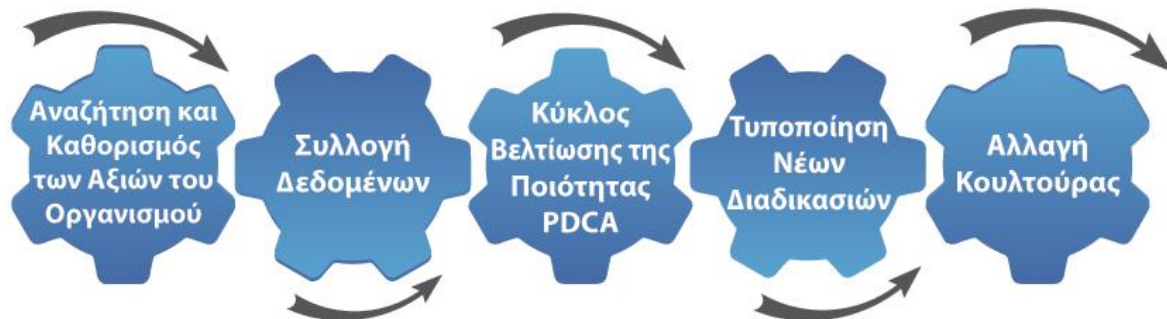 Αναζήτηση και
Καθορισμός
των Αξιών του
Οργανισμού
Συλλογή
Δεδομένων
Κύκλος
Βελτίωσης της
Ποιότητας
PDCA
Τυποποίηση
Νέων
Διαδικασιών
Αλλαγή
Κουλτούρας